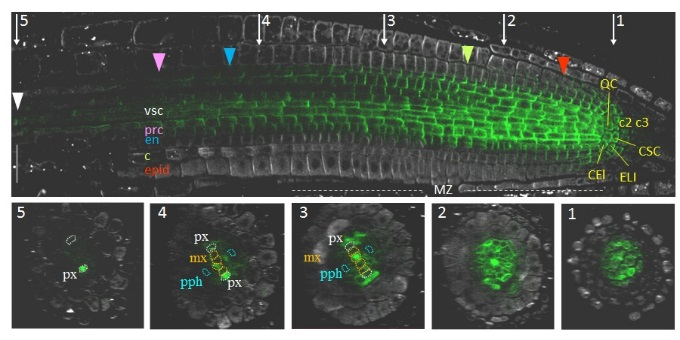 5 4 3 2 1
QC
c2 c3
vsc
prc
en
CSC
c
epid
CEI ELI
MZ
5 4 3 2 1
px px
mx mx
px
pph px pph